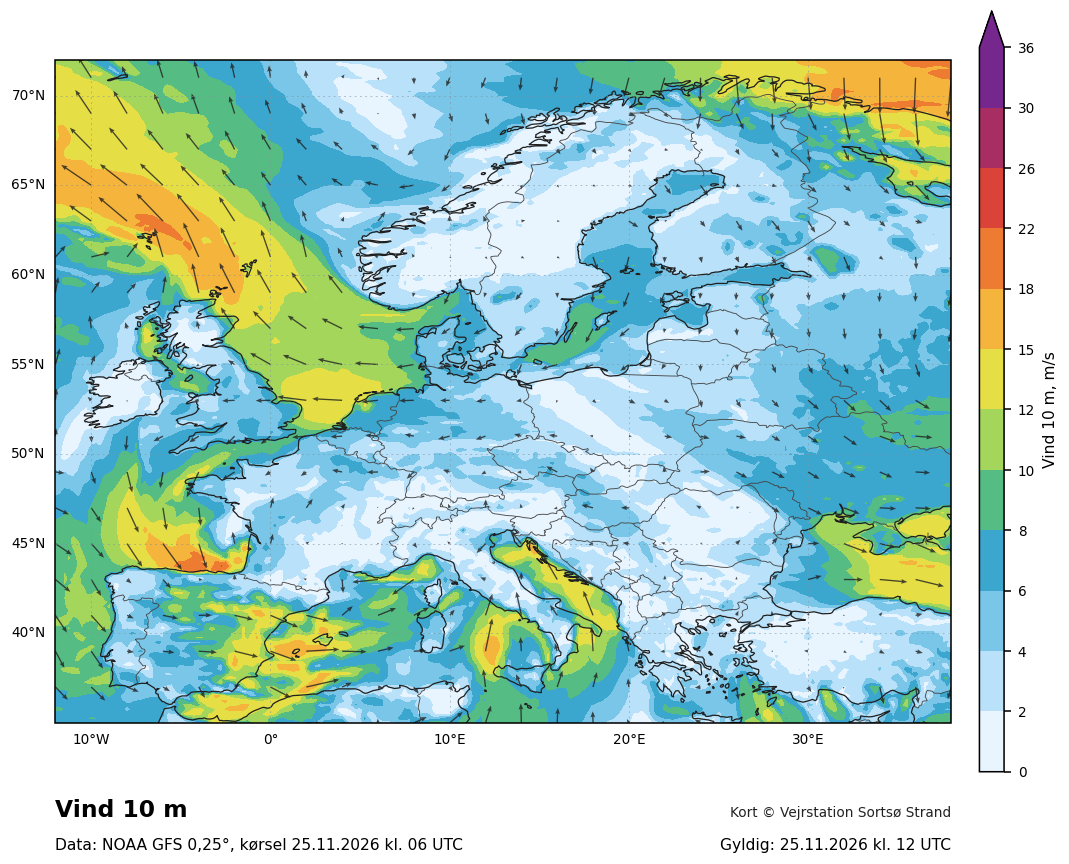 36
30
26
22
18
15
12
10
8
6
4
2
0
Vind 10 m, m/s
70°N
65°N
60°N
55°N
50°N
45°N
40°N
10°W
0°
10°E
20°E
30°E
Vind 10 m
Kort © Vejrstation Sortsø Strand
Data: NOAA GFS 0,25°, kørsel 25.11.2026 kl. 06 UTC
Gyldig: 25.11.2026 kl. 12 UTC